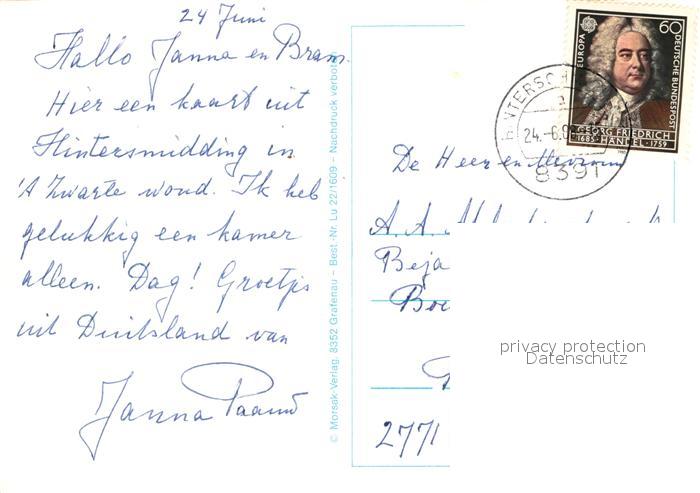 24 Juni
Hallo Janna en Bram.
Hier een kaart uit
Hintersmidding in
'A Zwarte woud. Ik heb
gelukkig een kamer
alleen. Dag! Groetjes
uit Duitsland van
Janna
© Morsak-Verlag, 8352 Grafenau – Best.-Nr. Lu 22/1609 – Nachdruck verboten
EUROPA
60
DEUTSCHE BUNDESPOST
GEORG FRIEDRICH
1685 · HÄNDEL · 1759
24.-6.
8391
De Heer en Mevrouw
A. A.
Beja
Boe
2771
privacy protection
Datenschutz